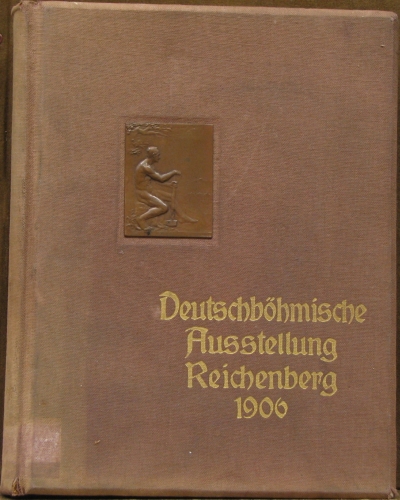 Deutschböhmische
Ausstellung
Reichenberg
1906